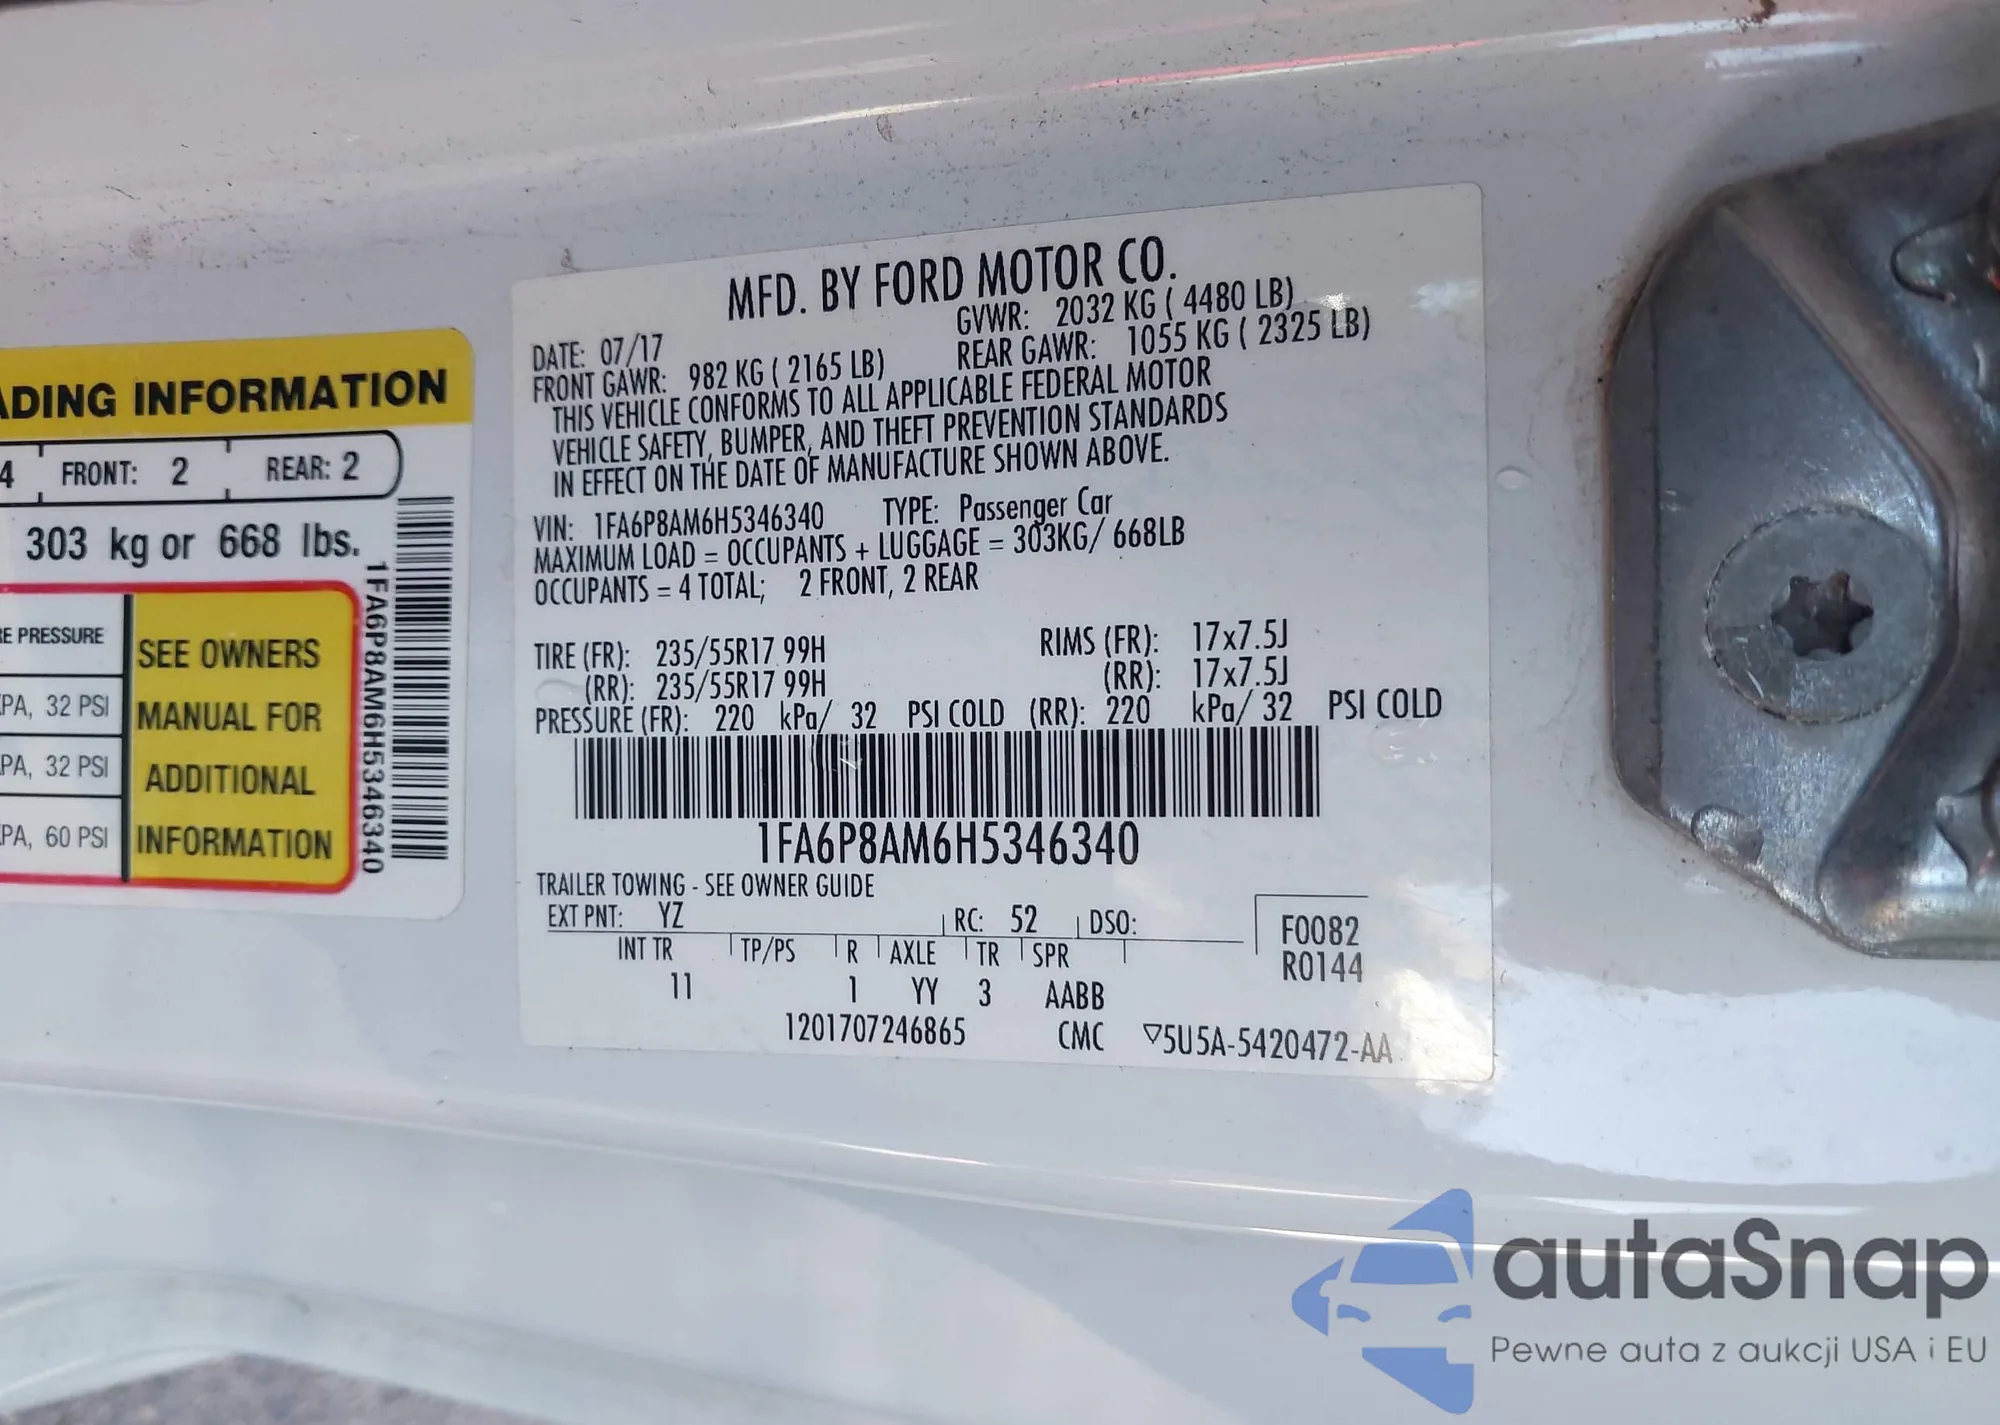 ADING INFORMATION
4 FRONT: 2 REAR: 2
303 kg or 668 lbs.
E PRESSURE
PA, 32 PSI
PA, 32 PSI
PA, 60 PSI
SEE OWNERS
MANUAL FOR
ADDITIONAL
INFORMATION
1FA6P8AM6H5346340
MFD. BY FORD MOTOR CO.
DATE: 07/17 GVWR: 2032 KG ( 4480 LB)
FRONT GAWR: 982 KG ( 2165 LB) REAR GAWR: 1055 KG ( 2325 LB)
THIS VEHICLE CONFORMS TO ALL APPLICABLE FEDERAL MOTOR
VEHICLE SAFETY, BUMPER, AND THEFT PREVENTION STANDARDS
IN EFFECT ON THE DATE OF MANUFACTURE SHOWN ABOVE.
VIN: 1FA6P8AM6H5346340 TYPE: Passenger Car
MAXIMUM LOAD = OCCUPANTS + LUGGAGE = 303KG/ 668LB
OCCUPANTS = 4 TOTAL; 2 FRONT, 2 REAR
TIRE (FR): 235/55R17 99H RIMS (FR): 17x7.5J
(RR): 235/55R17 99H (RR): 17x7.5J
PRESSURE (FR): 220 kPa/ 32 PSI COLD (RR): 220 kPa/ 32 PSI COLD
1FA6P8AM6H5346340
TRAILER TOWING - SEE OWNER GUIDE
EXT PNT: YZ RC: 52 DSO:
INT TR TP/PS R AXLE TR SPR
11 1 YY 3 AABB
F0082
R0144
1201707246865 CMC ▽5U5A-5420472-AA
autaSnap
Pewne auta z aukcji USA i EU